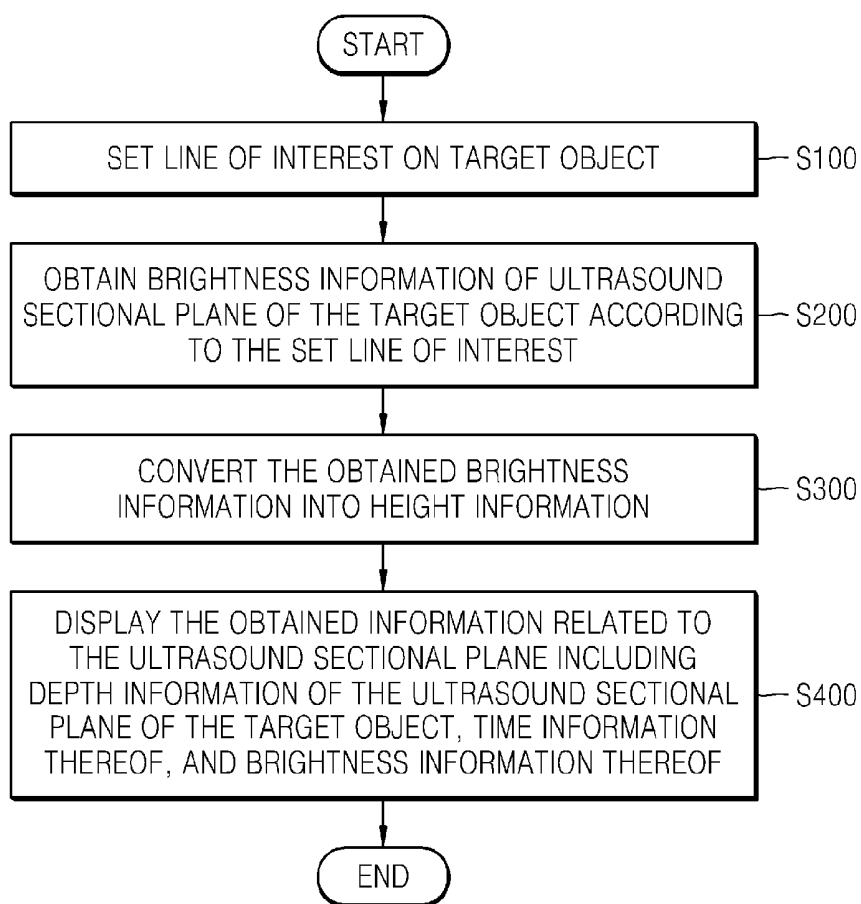 START
SET LINE OF INTEREST ON TARGET OBJECT
S100
OBTAIN BRIGHTNESS INFORMATION OF ULTRASOUND
SECTIONAL PLANE OF THE TARGET OBJECT ACCORDING
TO THE SET LINE OF INTEREST
S200
CONVERT THE OBTAINED BRIGHTNESS
INFORMATION INTO HEIGHT INFORMATION
S300
DISPLAY THE OBTAINED INFORMATION RELATED TO
THE ULTRASOUND SECTIONAL PLANE INCLUDING
DEPTH INFORMATION OF THE ULTRASOUND SECTIONAL
PLANE OF THE TARGET OBJECT, TIME INFORMATION
THEREOF, AND BRIGHTNESS INFORMATION THEREOF
S400
END